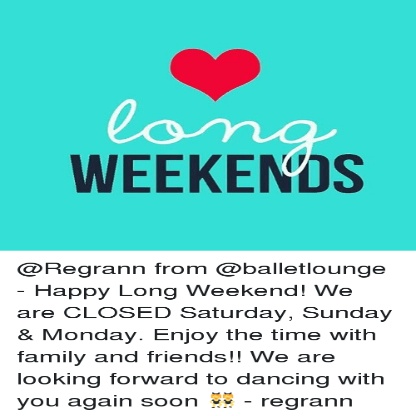 long
WEEKENDS
@Regrann from @balletlounge
- Happy Long Weekend! We
are CLOSED Saturday, Sunday
& Monday. Enjoy the time with
family and friends!! We are
looking forward to dancing with
you again soon 👯👯 - regrann